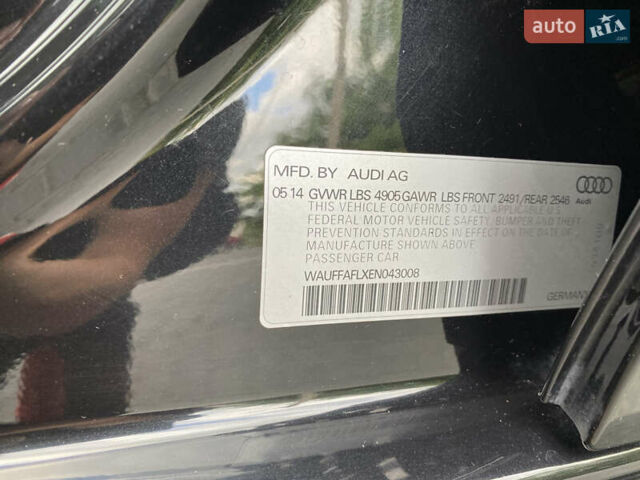 auto RIA
MFD. BY AUDI AG
05 14 GVWR LBS 4905 GAWR LBS FRONT 2491/REAR 2546
Audi
THIS VEHICLE CONFORMS TO ALL APPLICABLE U.S.
FEDERAL MOTOR VEHICLE SAFETY, BUMPER AND THEFT
PREVENTION STANDARDS IN EFFECT ON THE DATE OF
MANUFACTURE SHOWN ABOVE.
PASSENGER CAR
WAUFFAFLXEN043008
GERMANY